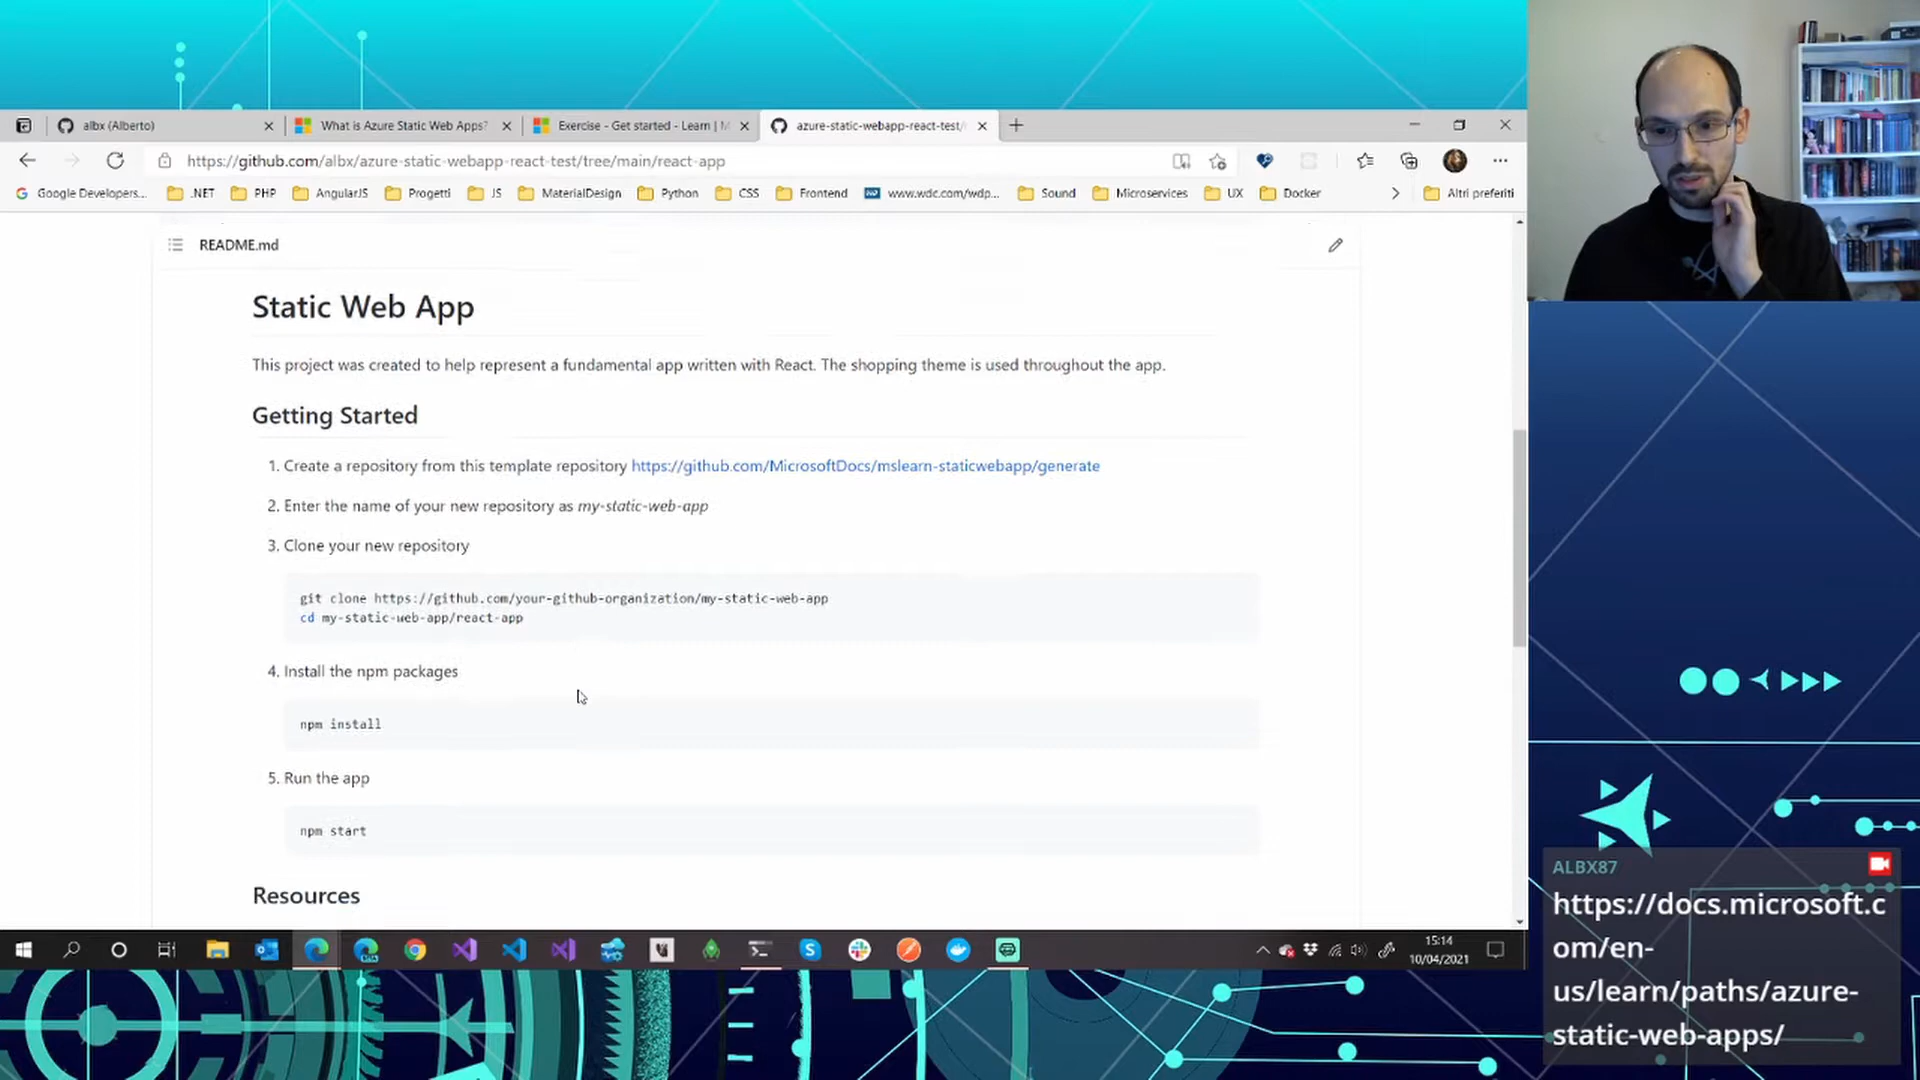 albx (Alberto)
What is Azure Static Web Apps?
Exercise - Get started - Learn | M
azure-static-webapp-react-test/
https://github.com/albx/azure-static-webapp-react-test/tree/main/react-app
Google Developers...
.NET
PHP
AngularJS
Progetti
JS
MaterialDesign
Python
CSS
Frontend
www.wdc.com/wdp...
Sound
Microservices
UX
Docker
Altri preferiti
README.md
Static Web App
This project was created to help represent a fundamental app written with React. The shopping theme is used throughout the app.
Getting Started
1. Create a repository from this template repository https://github.com/MicrosoftDocs/mslearn-staticwebapp/generate
2. Enter the name of your new repository as my-static-web-app
3. Clone your new repository
git clone https://github.com/your-github-organization/my-static-web-app
cd my-static-web-app/react-app
4. Install the npm packages
npm install
5. Run the app
npm start
Resources
15:14
10/04/2021
ALBX87
https://docs.microsoft.c
om/en-
us/learn/paths/azure-
static-web-apps/